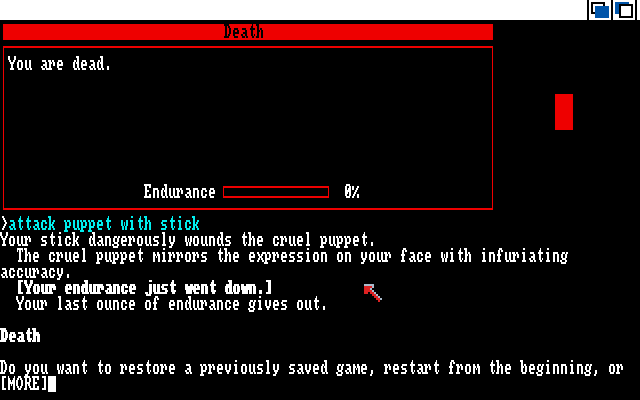 Death
You are dead.
Endurance 0%
>attack puppet with stick
Your stick dangerously wounds the cruel puppet.
The cruel puppet mirrors the expression on your face with infuriating
accuracy.
[Your endurance just went down.]
Your last ounce of endurance gives out.
Death
Do you want to restore a previously saved game, restart from the beginning, or
[MORE]